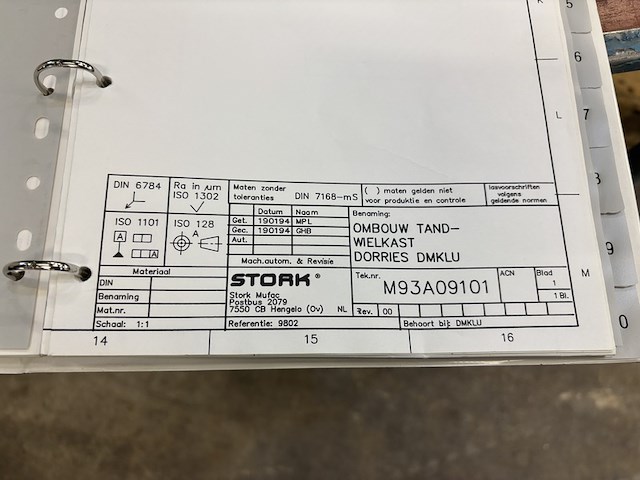 K
5
6
7
L
8
9
M
0
DIN 6784
Ra in µm
ISO 1302
Maten zonder
toleranties
DIN 7168-mS
( ) maten gelden niet
voor produktie en controle
lasvoorschriften
volgens
geldende normen
ISO 1101
A
A
ISO 128
A
Datum Naam
Get. 190194 MPL
Gec. 190194 GHB
Aut.
Mach.autom. & Revisie
Benaming:
OMBOUW TAND-
WIELKAST
DORRIES DMKLU
Materiaal
DIN
Benaming
Mat.nr.
Schaal: 1:1
STORK®
Stork Mufac
Postbus 2079
7550 CB Hengelo (Ov) NL
Referentie: 9802
Tek.nr.
M93A09101
ACN
Blad
1
1 Bl.
Rev. 00
Behoort bij: DMKLU
14
15
16